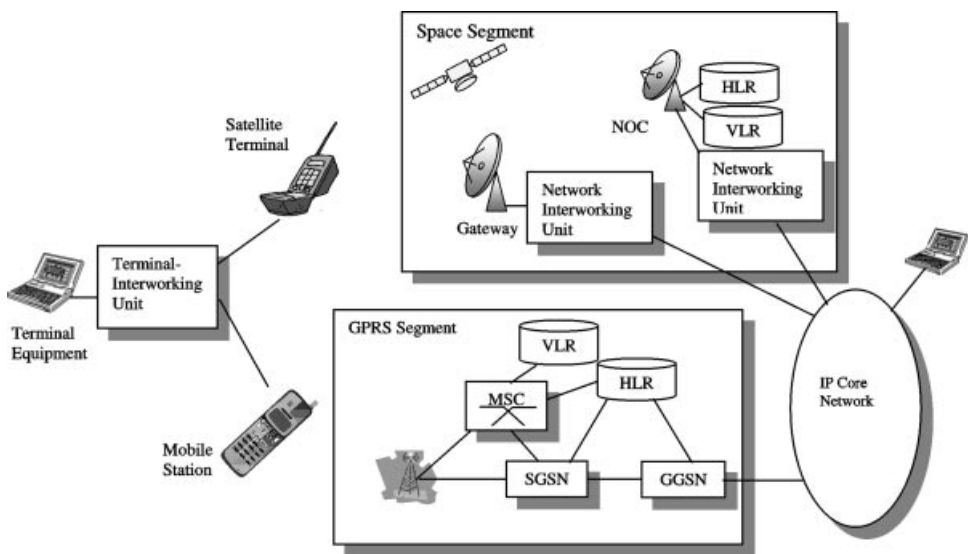 Space Segment
HLR
NOC
VLR
Satellite
Terminal
Network
Interworking
Unit
Network
Interworking
Unit
Gateway
Terminal-
Interworking
Unit
Terminal
Equipment
GPRS Segment
VLR
HLR
MSC
IP Core
Network
Mobile
Station
SGSN
GGSN